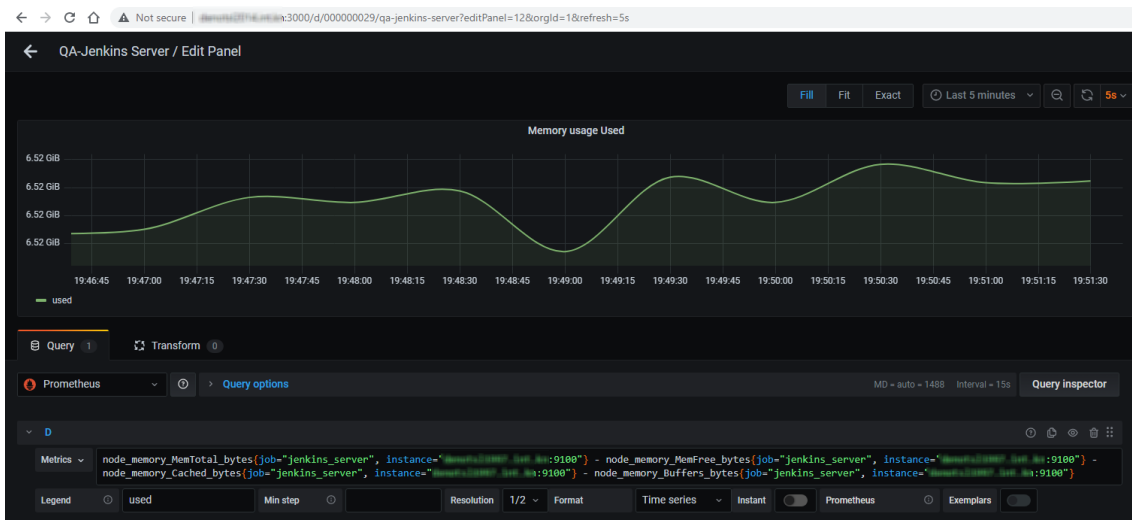 Not secure
:3000/d/000000029/qa-jenkins-server?editPanel=12&orgId=1&refresh=5s
QA-Jenkins Server / Edit Panel
Fill Fit Exact Last 5 minutes 5s
Memory usage Used
6.52 GiB
6.52 GiB
6.52 GiB
6.52 GiB
19:46:45 19:47:00 19:47:15 19:47:30 19:47:45 19:48:00 19:48:15 19:48:30 19:48:45 19:49:00 19:49:15 19:49:30 19:49:45 19:50:00 19:50:15 19:50:30 19:50:45 19:51:00 19:51:15 19:51:30
used
Query 1 Transform 0
Prometheus > Query options MD = auto = 1488 Interval = 15s Query inspector
D
Metrics node_memory_MemTotal_bytes{job="jenkins_server", instance=" :9100"} - node_memory_MemFree_bytes{job="jenkins_server", instance=" :9100"} -
node_memory_Cached_bytes{job="jenkins_server", instance=" :9100"} - node_memory_Buffers_bytes{job="jenkins_server", instance=" :9100"}
Legend used Min step Resolution 1/2 Format Time series Instant Prometheus Exemplars